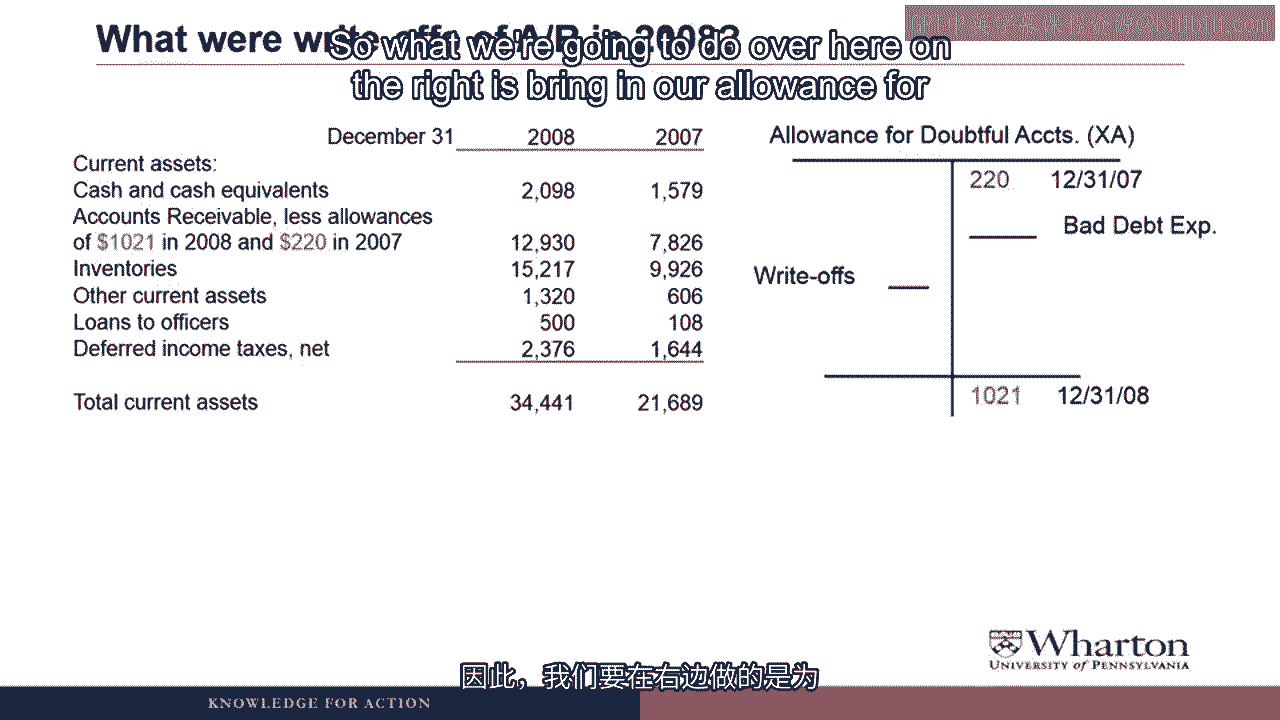 What were write-offs of A/R in 2008?
So what we're going to do over here on
the right is bring in our allowance for
December 31 2008 2007
Current assets:
Cash and cash equivalents 2,098 1,579
Accounts Receivable, less allowances
of $1021 in 2008 and $220 in 2007 12,930 7,826
Inventories 15,217 9,926
Other current assets 1,320 606
Loans to officers 500 108
Deferred income taxes, net 2,376 1,644
Total current assets 34,441 21,689
Allowance for Doubtful Accts. (XA)
220 12/31/07
Bad Debt Exp.
Write-offs
1021 12/31/08
Wharton
UNIVERSITY of PENNSYLVANIA
因此，我们要在右边做的是为
KNOWLEDGE FOR ACTION